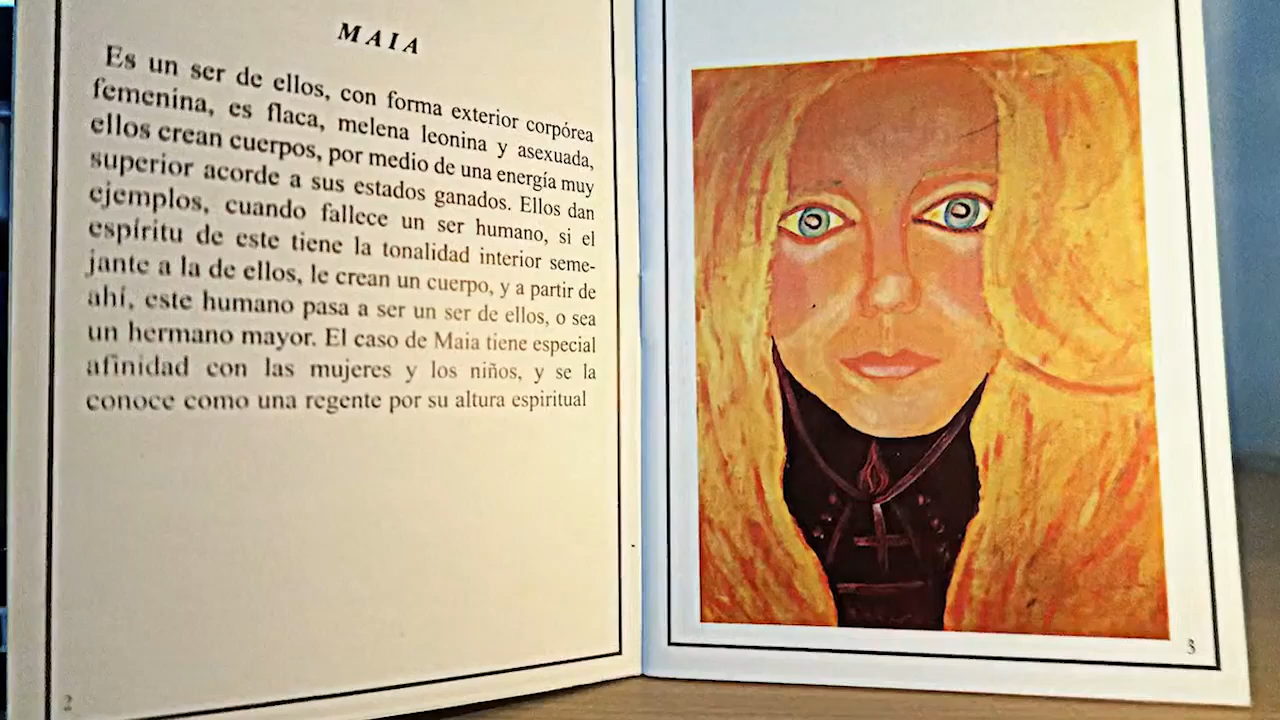 MAIA
Es un ser de ellos, con forma exterior corpórea
femenina, es flaca, melena leonina y asexuada,
ellos crean cuerpos, por medio de una energía muy
superior acorde a sus estados ganados. Ellos dan
ejemplos, cuando fallece un ser humano, si el
espíritu de este tiene la tonalidad interior seme-
jante a la de ellos, le crean un cuerpo, y a partir de
ahí, este humano pasa a ser un ser de ellos, o sea
un hermano mayor. El caso de Maia tiene especial
afinidad con las mujeres y los niños, y se la
conoce como una regente por su altura espiritual
2
3